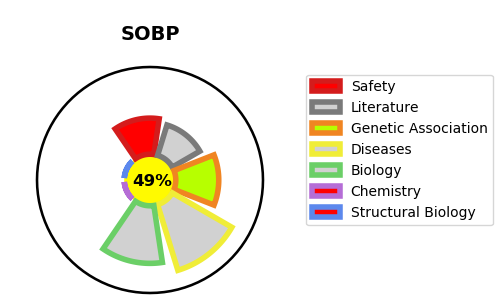 SOBP
49%
Safety
Literature
Genetic Association
Diseases
Biology
Chemistry
Structural Biology